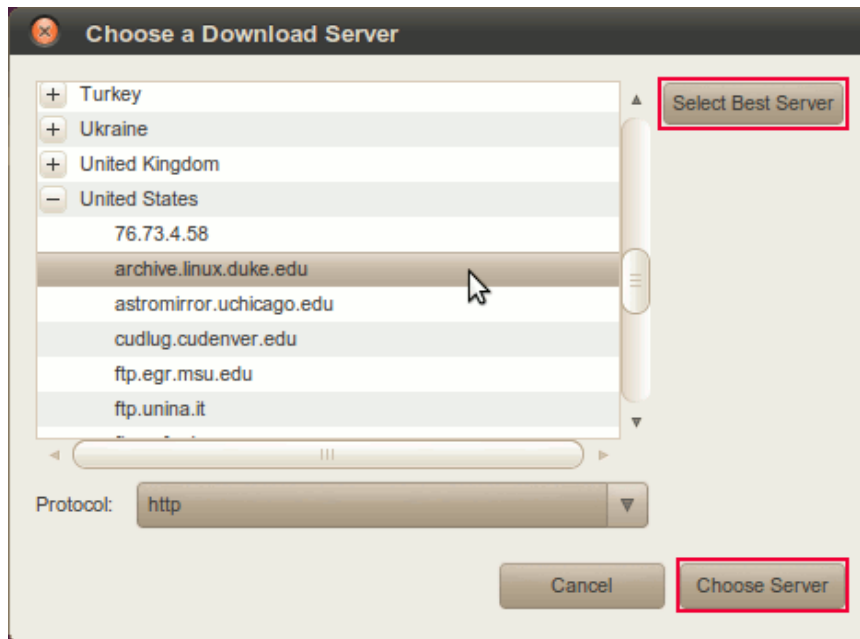 Choose a Download Server
Turkey
Select Best Server
Ukraine
United Kingdom
United States
76.73.4.58
archive.linux.duke.edu
astromirror.uchicago.edu
cudlug.cudenver.edu
ftp.egr.msu.edu
ftp.unina.it
Protocol:
http
Cancel
Choose Server